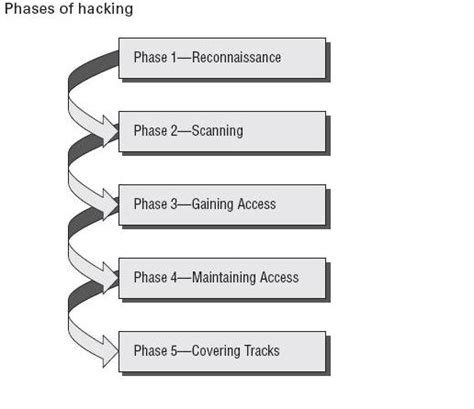 Phases of hacking
Phase 1—Reconnaissance
Phase 2—Scanning
Phase 3—Gaining Access
Phase 4—Maintaining Access
Phase 5—Covering Tracks